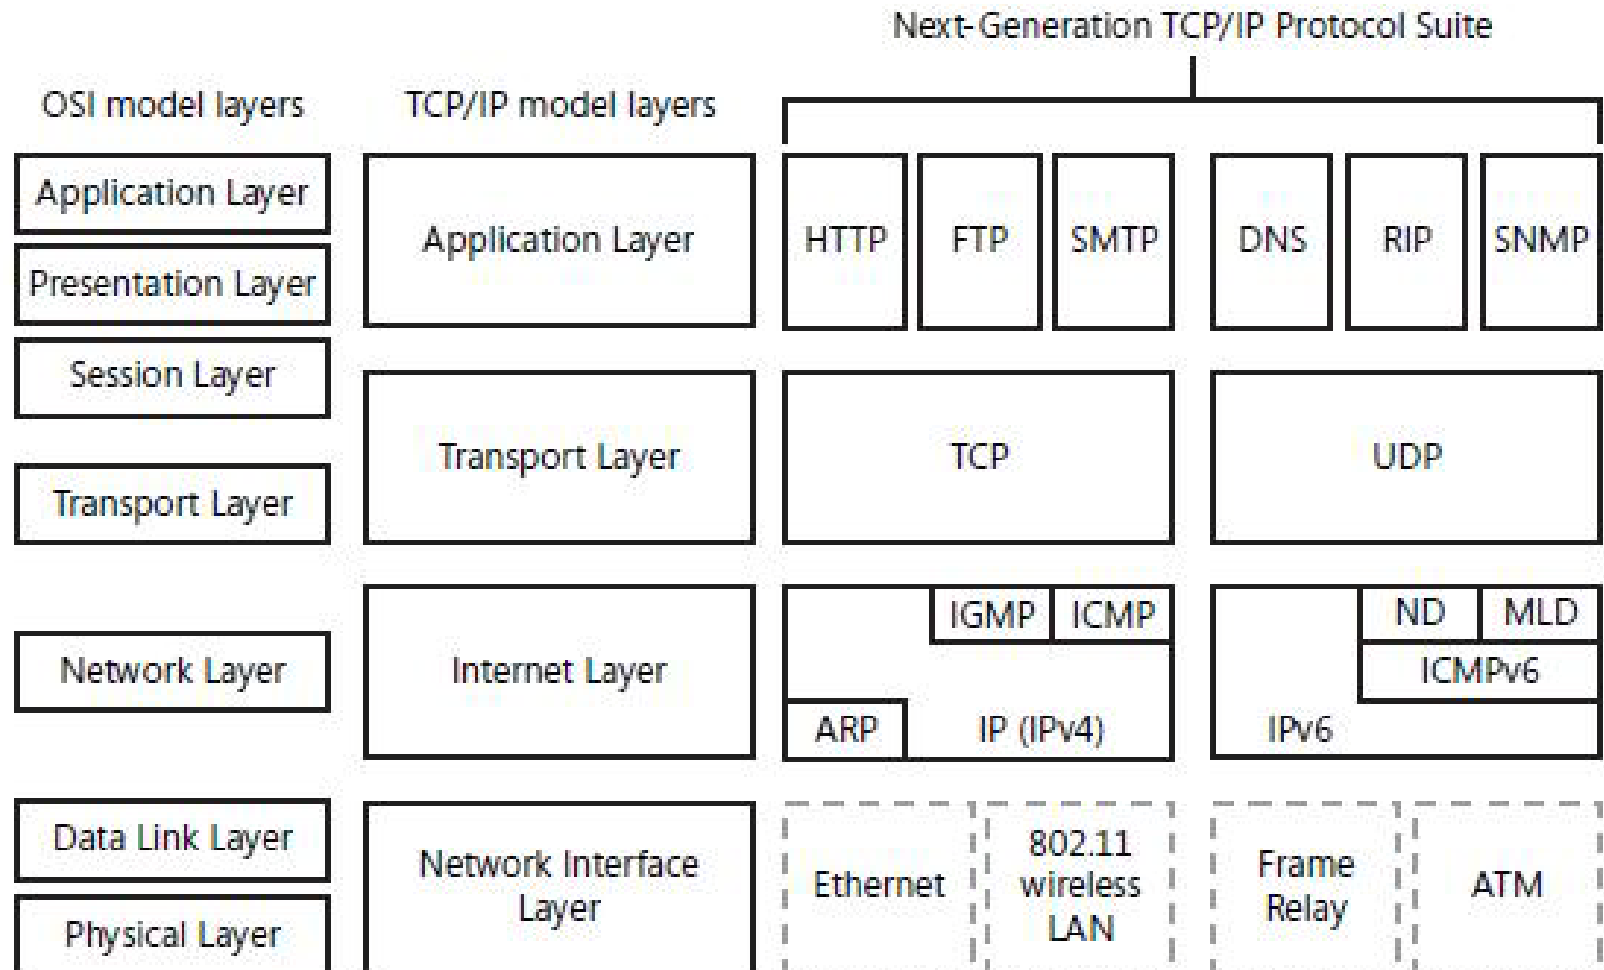 Next-Generation TCP/IP Protocol Suite
OSI model layers
TCP/IP model layers
Application Layer
Presentation Layer
Session Layer
Transport Layer
Network Layer
Data Link Layer
Physical Layer
Application Layer
Transport Layer
Internet Layer
Network Interface
Layer
HTTP
FTP
SMTP
DNS
RIP
SNMP
TCP
UDP
IGMP
ICMP
ARP
IP (IPv4)
ND
MLD
ICMPv6
IPv6
Ethernet
802.11
wireless
LAN
Frame
Relay
ATM